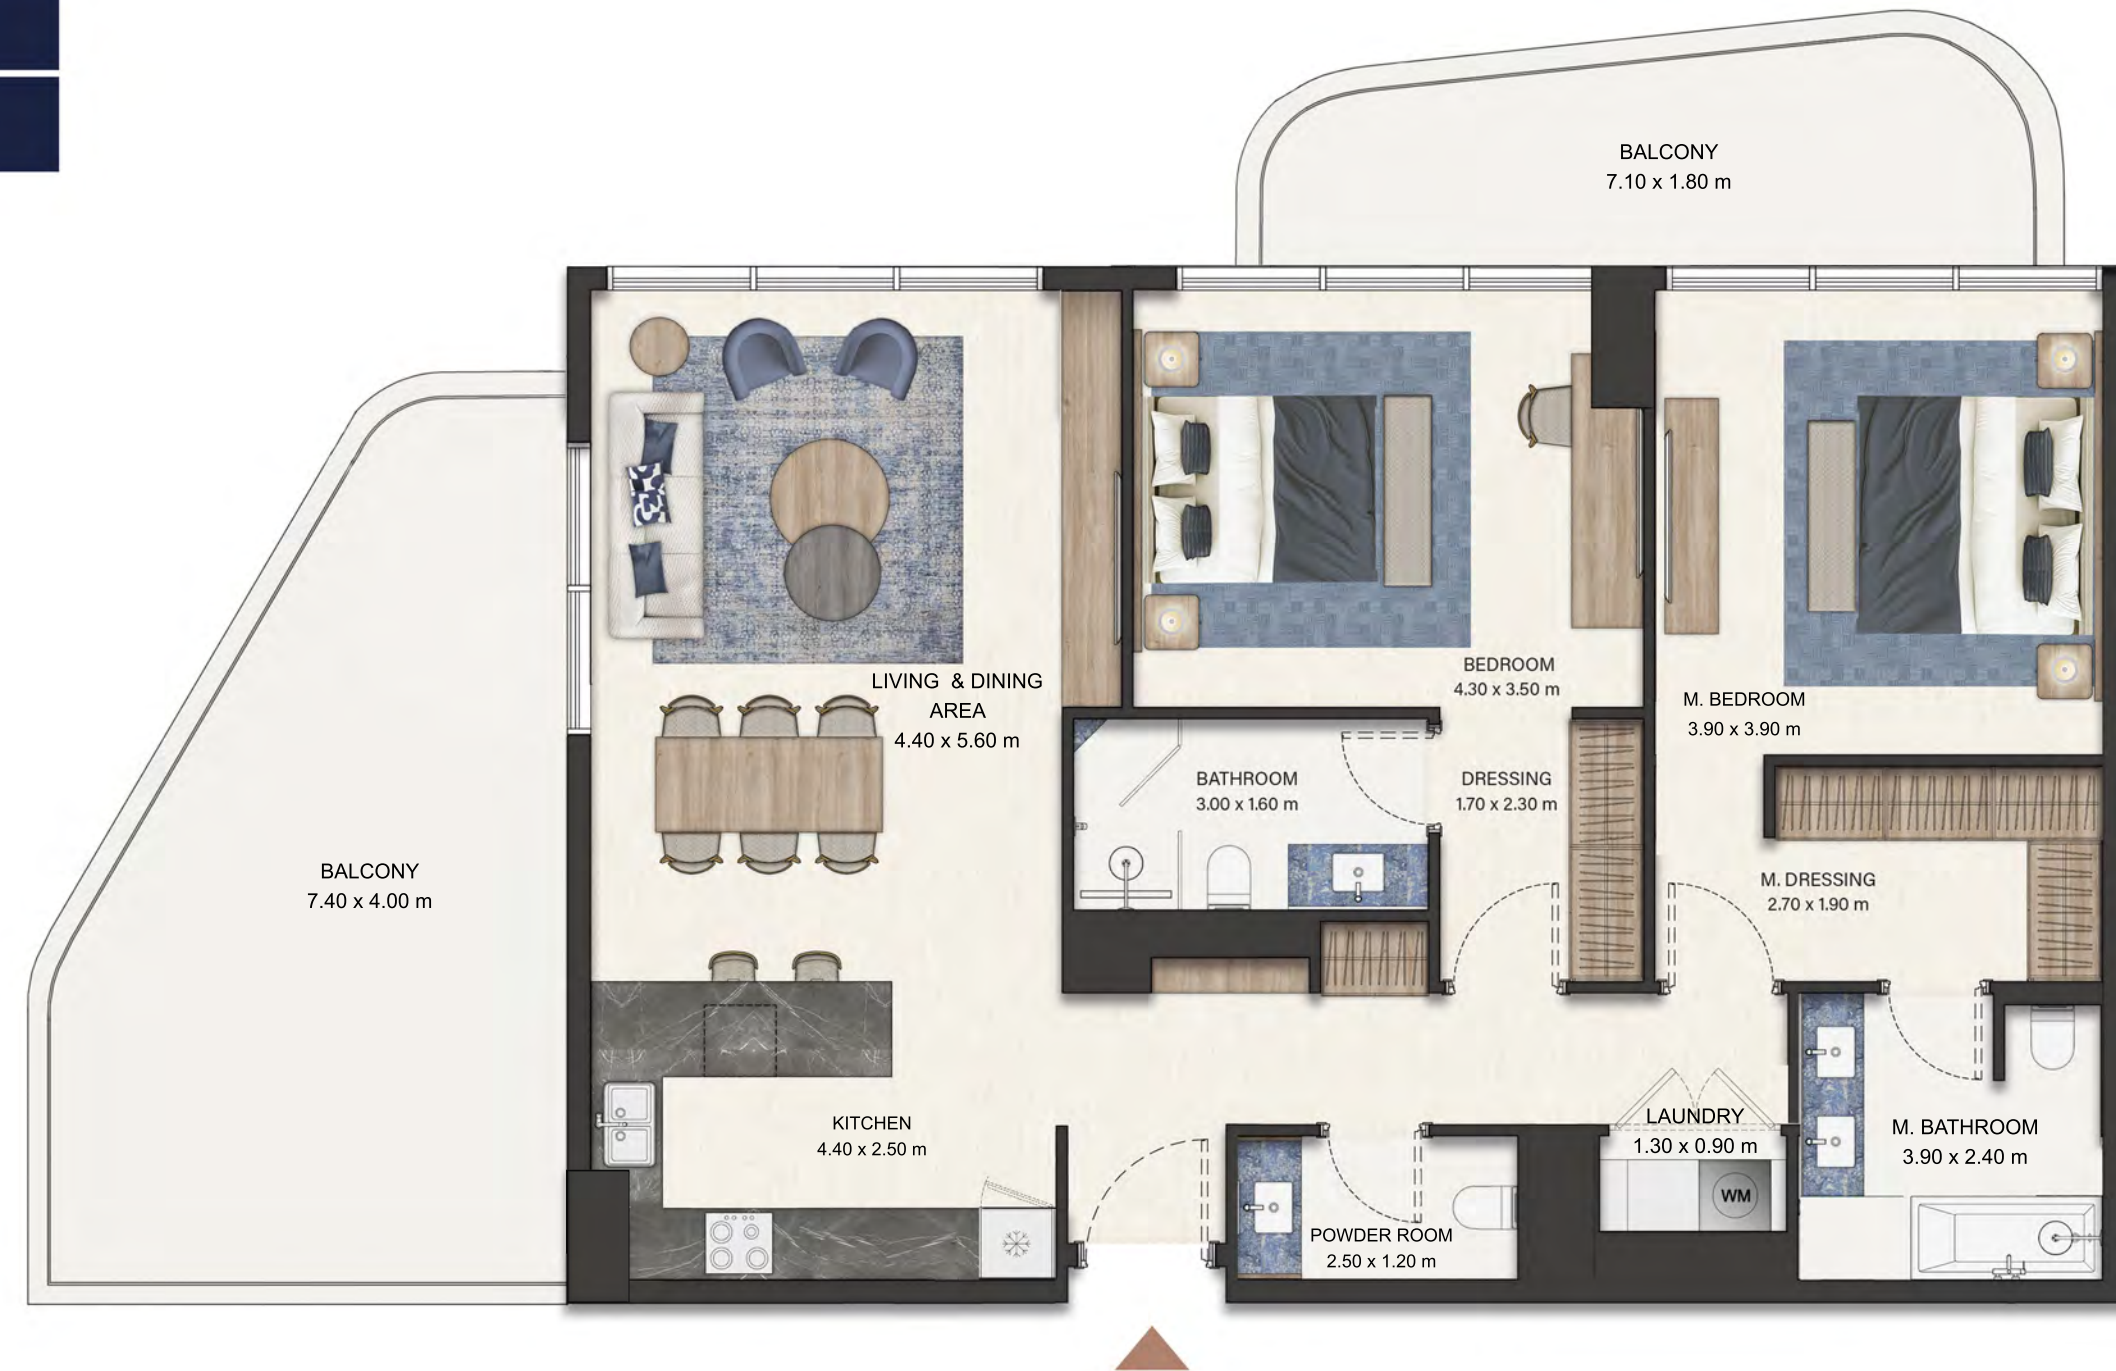 BALCONY
7.10 x 1.80 m
BEDROOM
4.30 x 3.50 m
LIVING & DINING
AREA
4.40 x 5.60 m
M. BEDROOM
3.90 x 3.90 m
BATHROOM
3.00 x 1.60 m
DRESSING
1.70 x 2.30 m
BALCONY
7.40 x 4.00 m
M. DRESSING
2.70 x 1.90 m
KITCHEN
4.40 x 2.50 m
LAUNDRY
1.30 x 0.90 m
WM
M. BATHROOM
3.90 x 2.40 m
POWDER ROOM
2.50 x 1.20 m